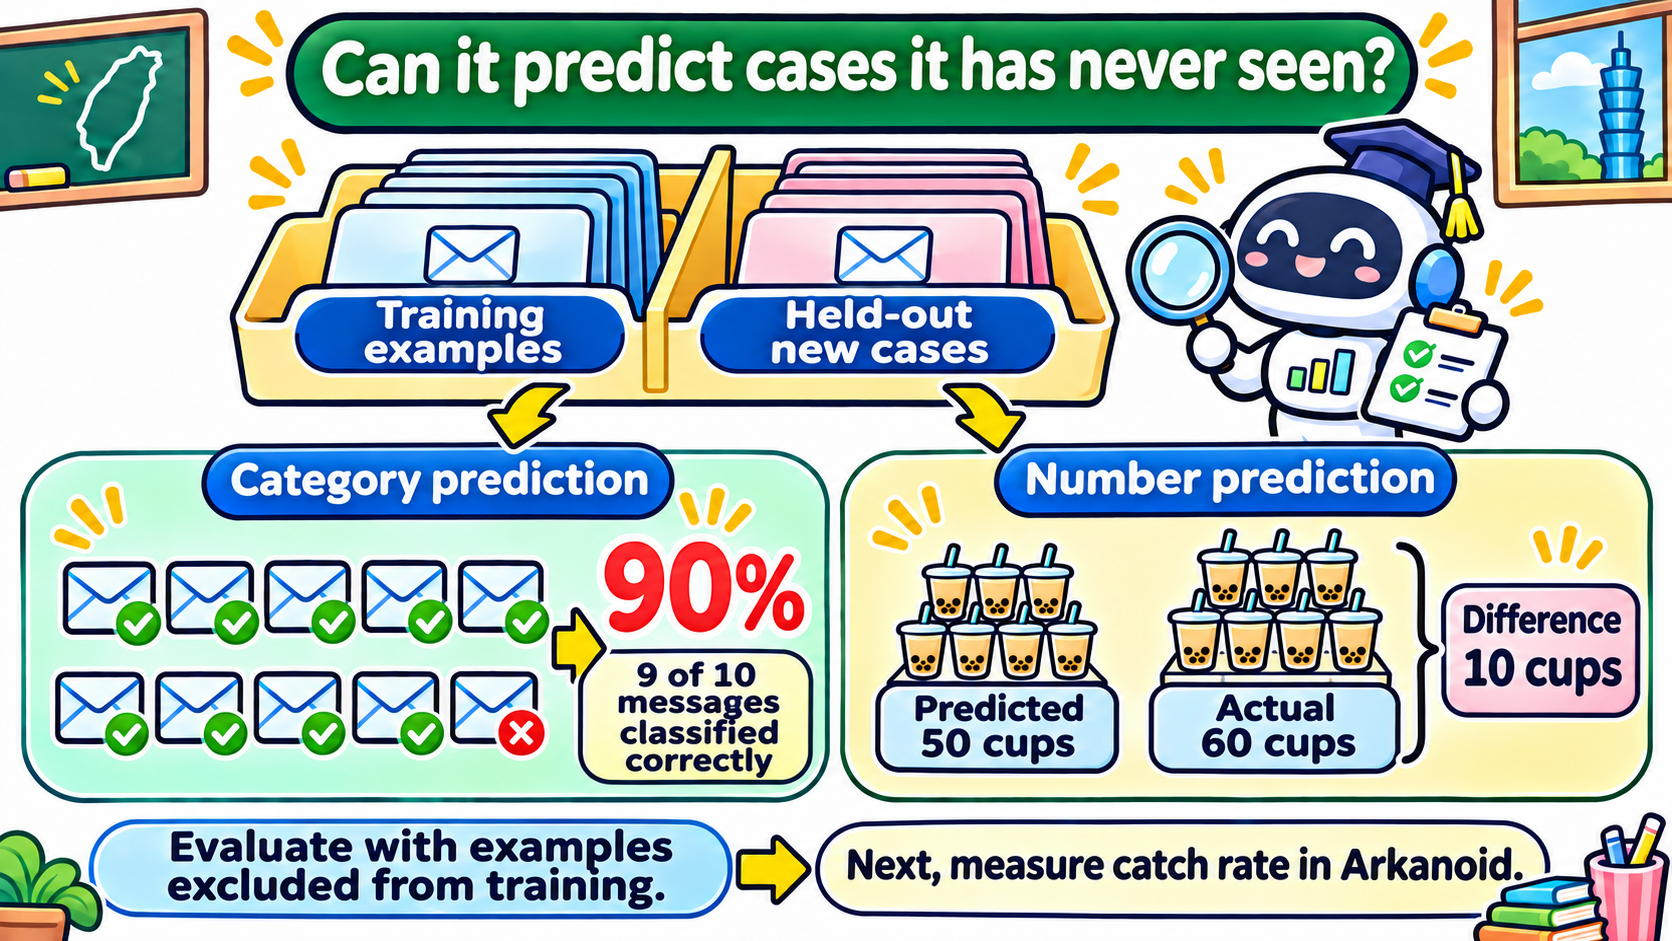 Can it predict cases it has never seen?
Training
examples
Held-out
new cases
Category prediction
90%
9 of 10
messages
classified
correctly
Number prediction
Predicted
50 cups
Actual
60 cups
Difference
10 cups
Evaluate with examples
excluded from training.
Next, measure catch rate in Arkanoid.